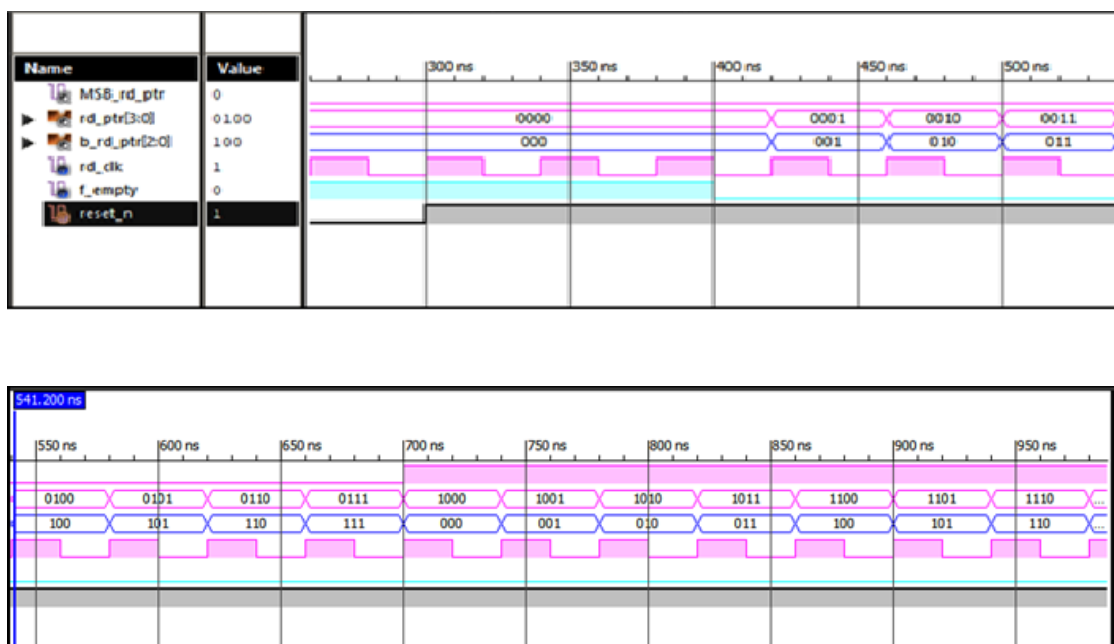 Name Value
300 ns 350 ns 400 ns 450 ns 500 ns
MSB_rd_ptr 0
rd_ptr[3:0] 0100 0000 0001 0010 0011
b_rd_ptr[2:0] 100 000 001 010 011
rd_clk 1
f_empty 0
reset_n 1
541.200 ns
550 ns 600 ns 650 ns 700 ns 750 ns 800 ns 850 ns 900 ns 950 ns
0100 0101 0110 0111 1000 1001 1010 1011 1100 1101 1110 ...
100 101 110 111 000 001 010 011 100 101 110 ...